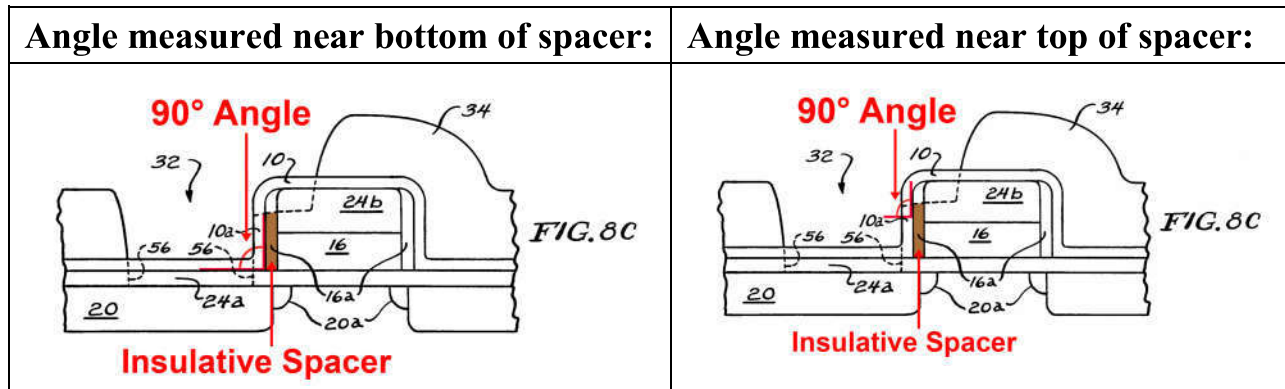 Angle measured near bottom of spacer:
Angle measured near top of spacer:
90° Angle
34
32
10
24b
10a
16
FIG. 8C
56
56
24a
16a
20
20a
Insulative Spacer
90° Angle
34
32
10
24b
10a
16
FIG. 8C
56
56
24a
16a
20
20a
Insulative Spacer